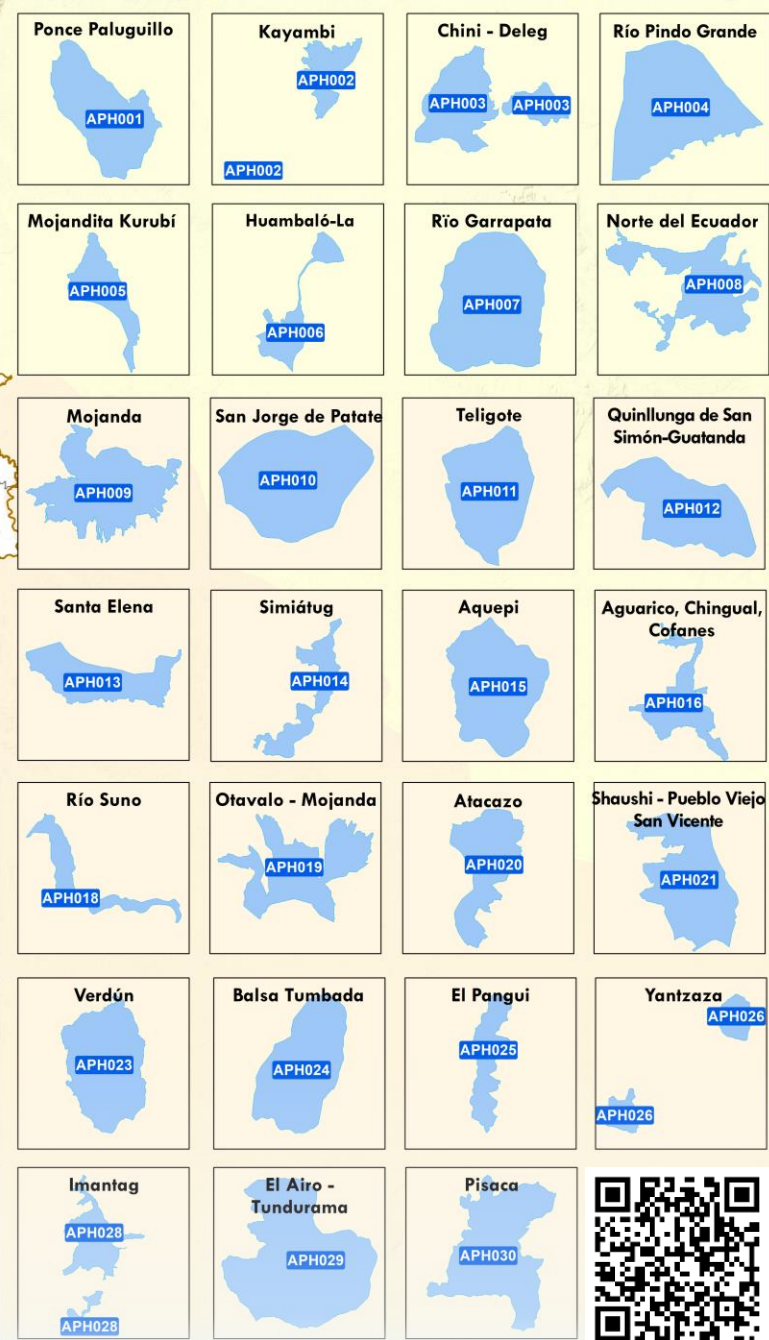 Ponce Paluguillo
APH001
Kayambi
APH002
APH002
Chini - Deleg
APH003
APH003
Río Pindo Grande
APH004
Mojandita Kurubí
APH005
Huambaló-La
APH006
Rïo Garrapata
APH007
Norte del Ecuador
APH008
Mojanda
APH009
San Jorge de Patate
APH010
Teligote
APH011
Quinllunga de San
Simón-Guatanda
APH012
Santa Elena
APH013
Simiátug
APH014
Aquepi
APH015
Aguarico, Chingual,
Cofanes
APH016
Río Suno
APH018
Otavalo - Mojanda
APH019
Atacazo
APH020
Shaushi - Pueblo Viejo
San Vicente
APH021
Verdún
APH023
Balsa Tumbada
APH024
El Pangui
APH025
Yantzaza
APH026
APH026
Imantag
APH028
APH028
El Airo -
Tundurama
APH029
Pisaca
APH030